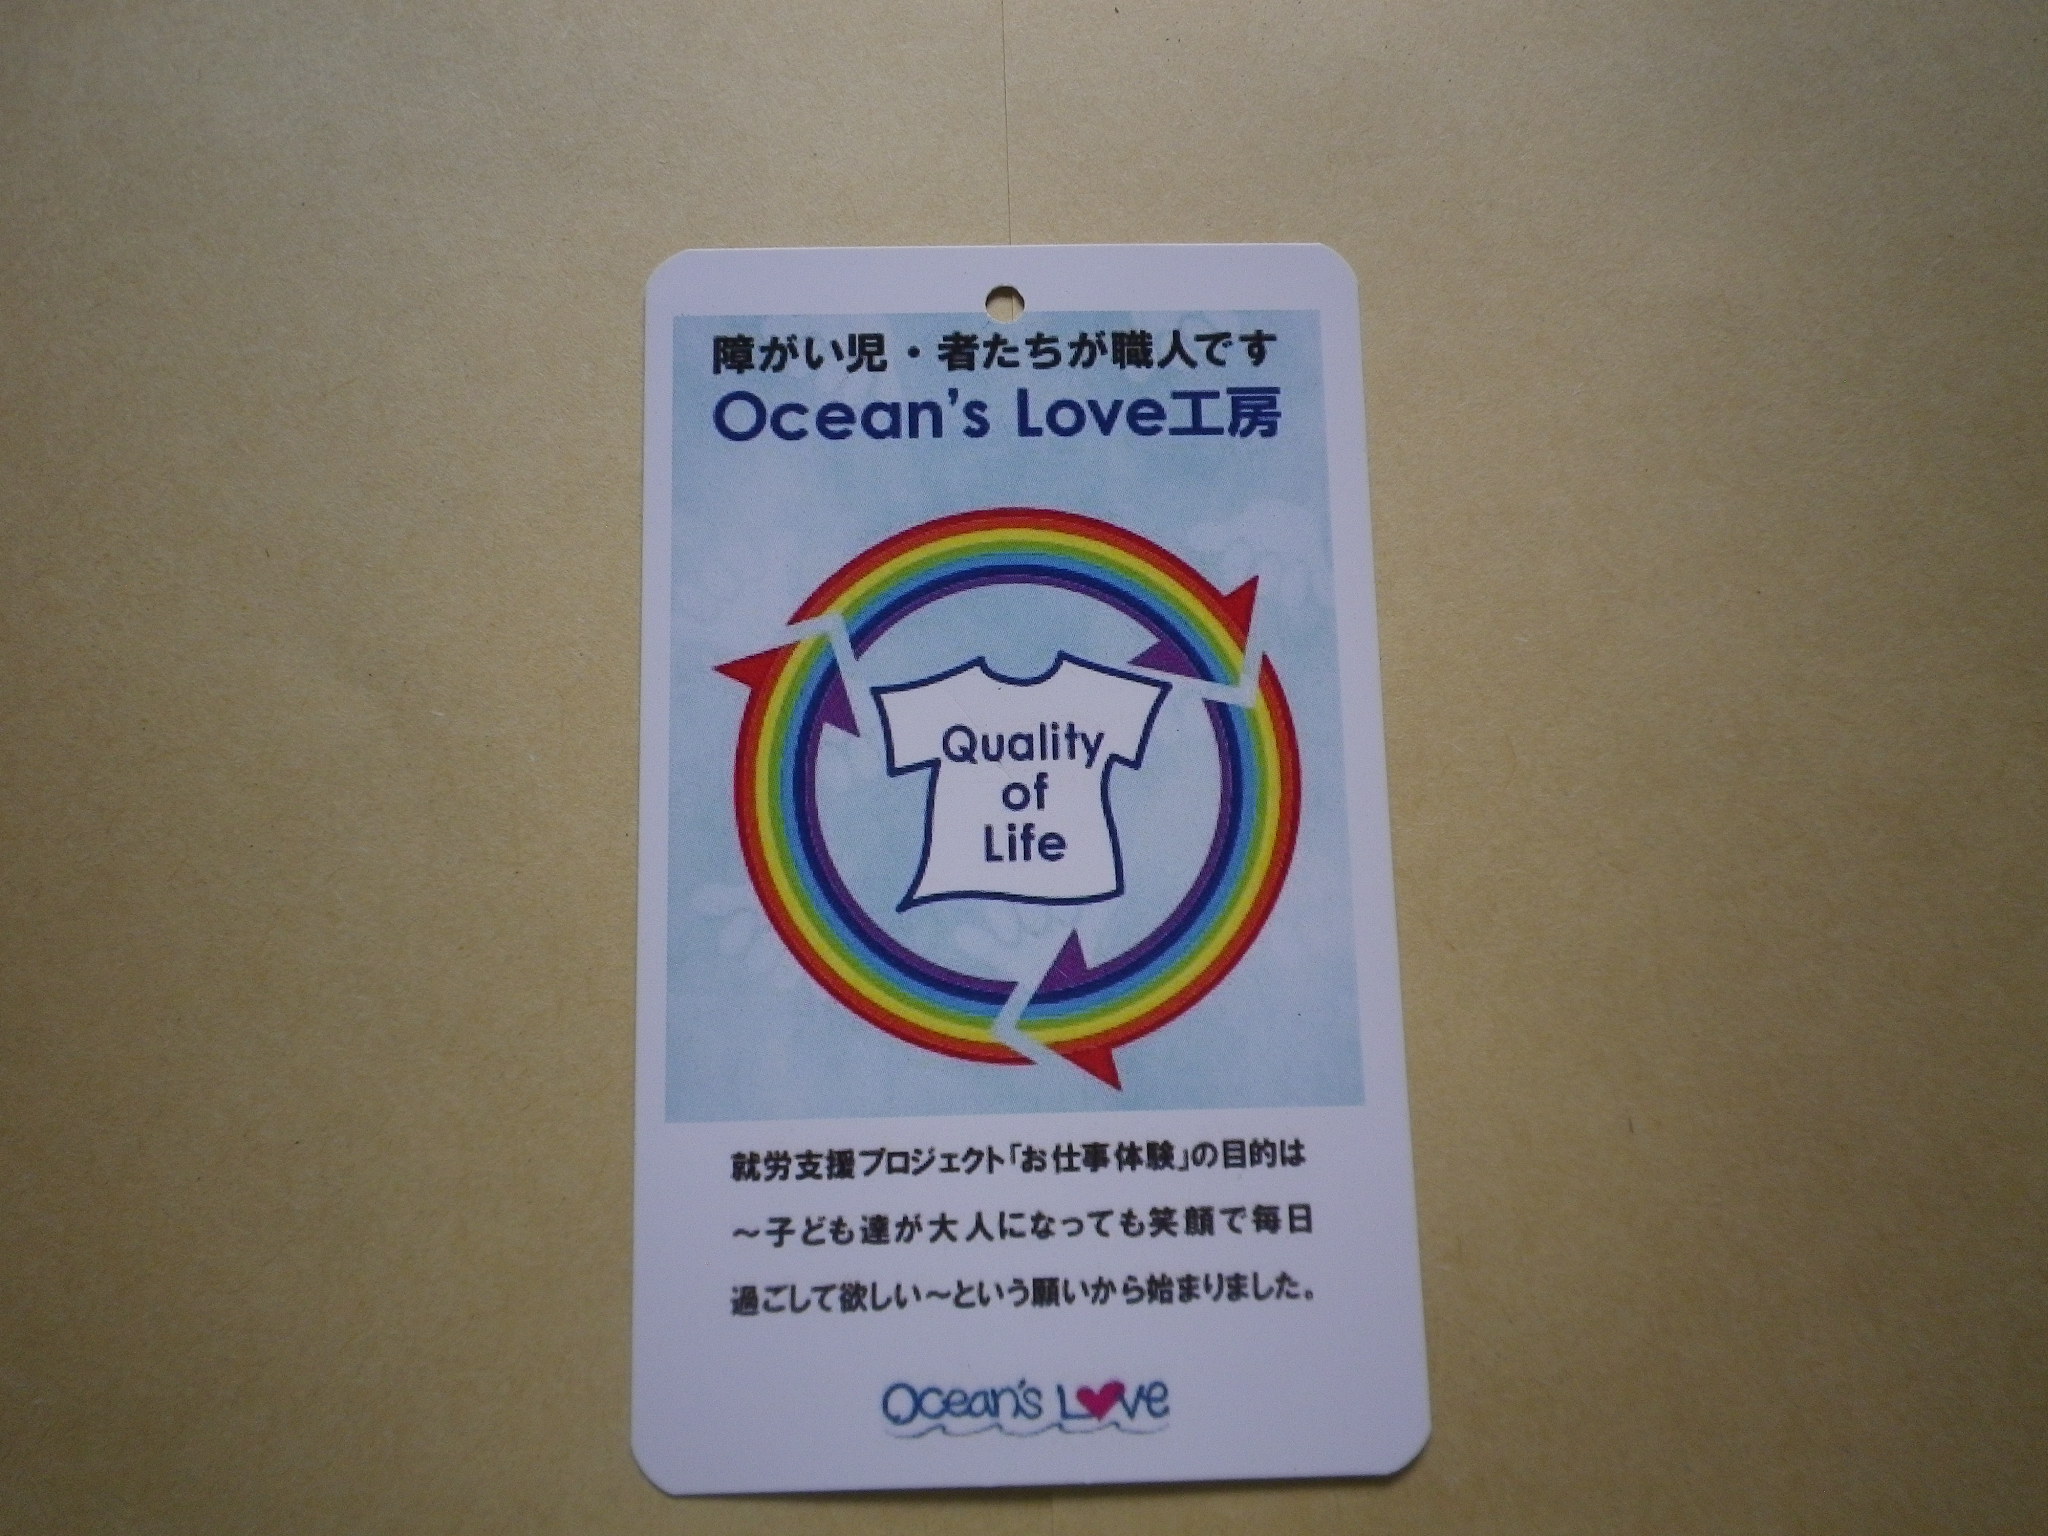 障がい児・者たちが職人です
Ocean's Love工房
Quality
of
Life
就労支援プロジェクト「お仕事体験」の目的は
～子ども達が大人になっても笑顔で毎日
過ごして欲しい～という願いから始まりました。
Ocean's Love